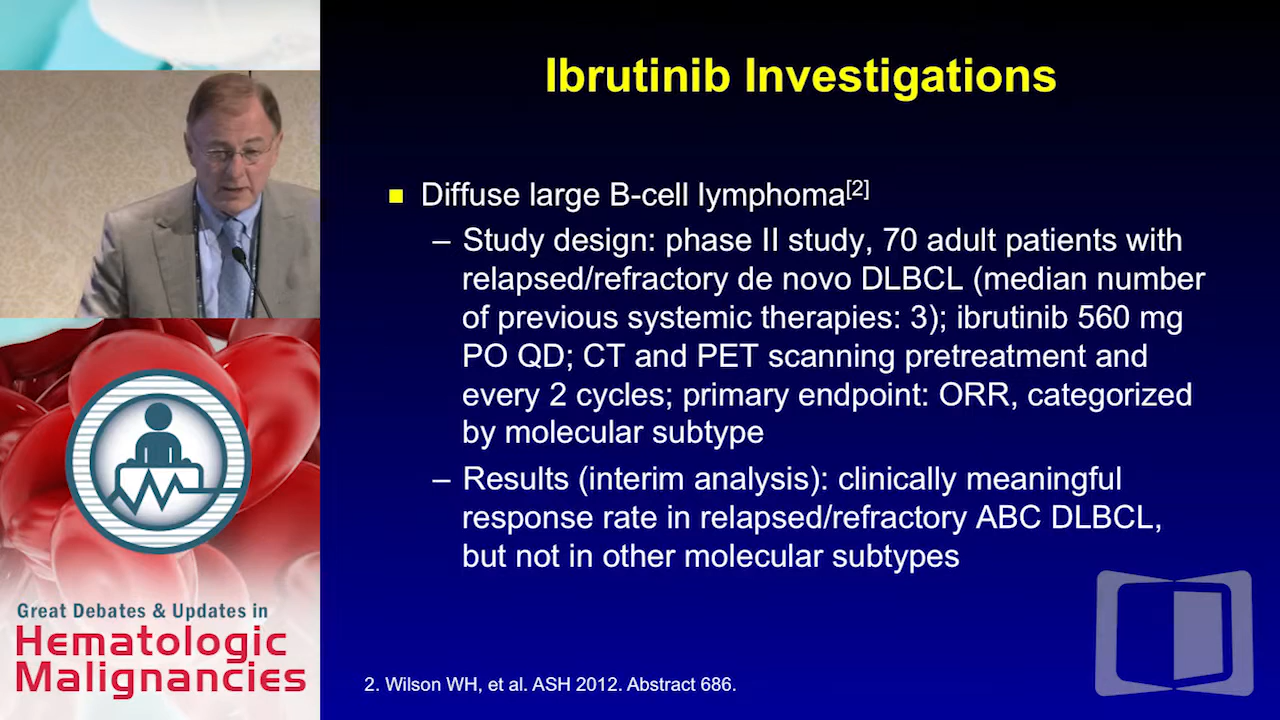 Ibrutinib Investigations
Diffuse large B-cell lymphoma[2]
– Study design: phase II study, 70 adult patients with
relapsed/refractory de novo DLBCL (median number
of previous systemic therapies: 3); ibrutinib 560 mg
PO QD; CT and PET scanning pretreatment and
every 2 cycles; primary endpoint: ORR, categorized
by molecular subtype
– Results (interim analysis): clinically meaningful
response rate in relapsed/refractory ABC DLBCL,
but not in other molecular subtypes
2. Wilson WH, et al. ASH 2012. Abstract 686.
Great Debates & Updates in
Hematologic
Malignancies